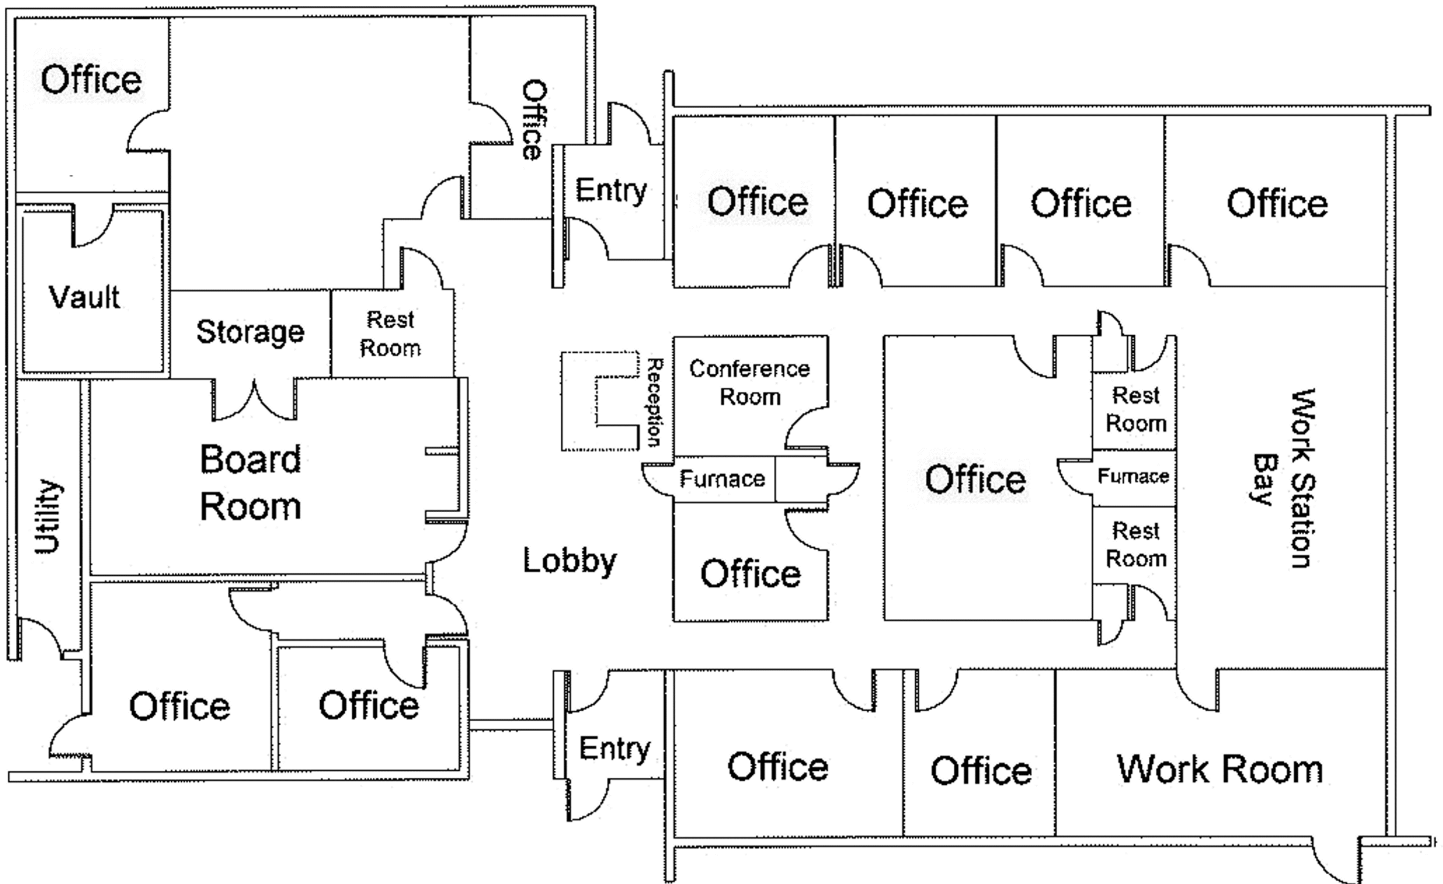 Office
Office
Entry
Office
Office
Office
Office
Vault
Storage
Rest
Room
Reception
Conference
Room
Rest
Room
Work Station
Bay
Board
Room
Furnace
Office
Furnace
Utility
Lobby
Office
Rest
Room
Office
Office
Entry
Office
Office
Work Room